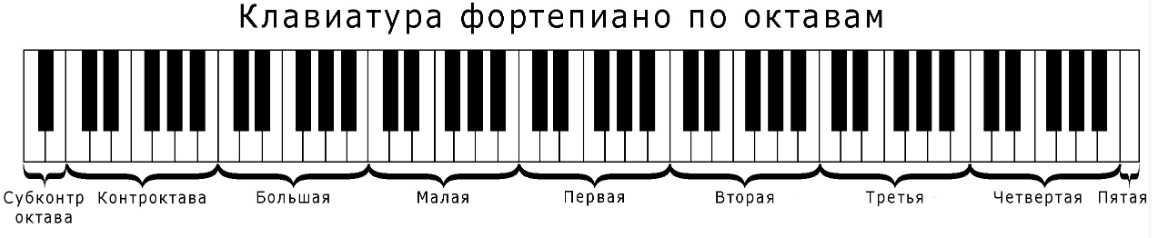 Клавиатура фортепиано по октавам
Субконтр Контроктава Большая Малая Первая Вторая Третья Четвертая Пятая
октава